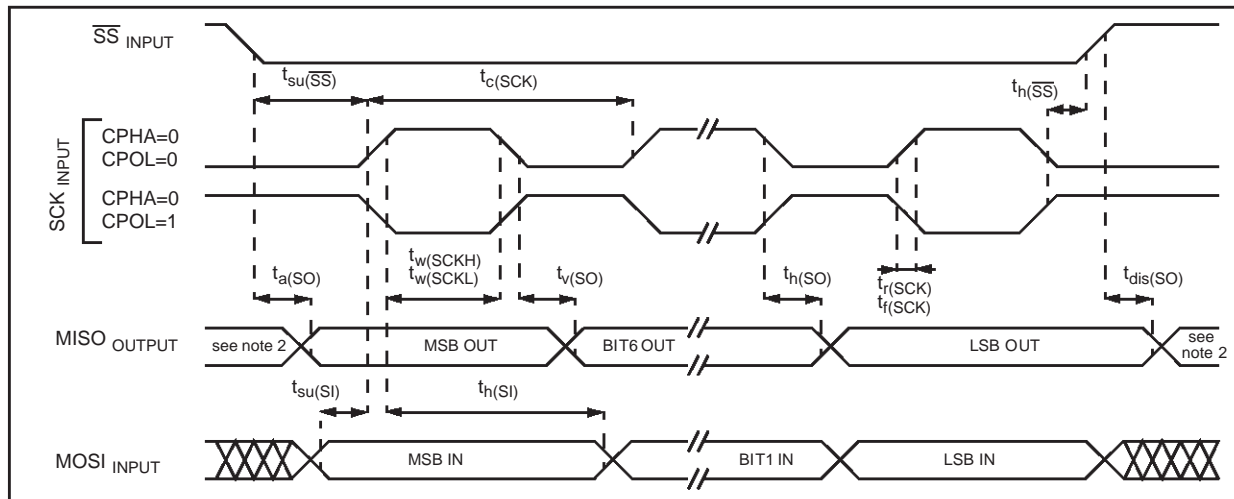 SS INPUT
tsu(SS)
tc(SCK)
th(SS)
SCK INPUT
CPHA=0
CPOL=0
CPHA=0
CPOL=1
ta(SO)
tw(SCKH)
tw(SCKL)
tv(SO)
th(SO)
tr(SCK)
tf(SCK)
tdis(SO)
MISO OUTPUT
see note 2
MSB OUT
BIT6 OUT
LSB OUT
see
note 2
tsu(SI)
th(SI)
MOSI INPUT
MSB IN
BIT1 IN
LSB IN